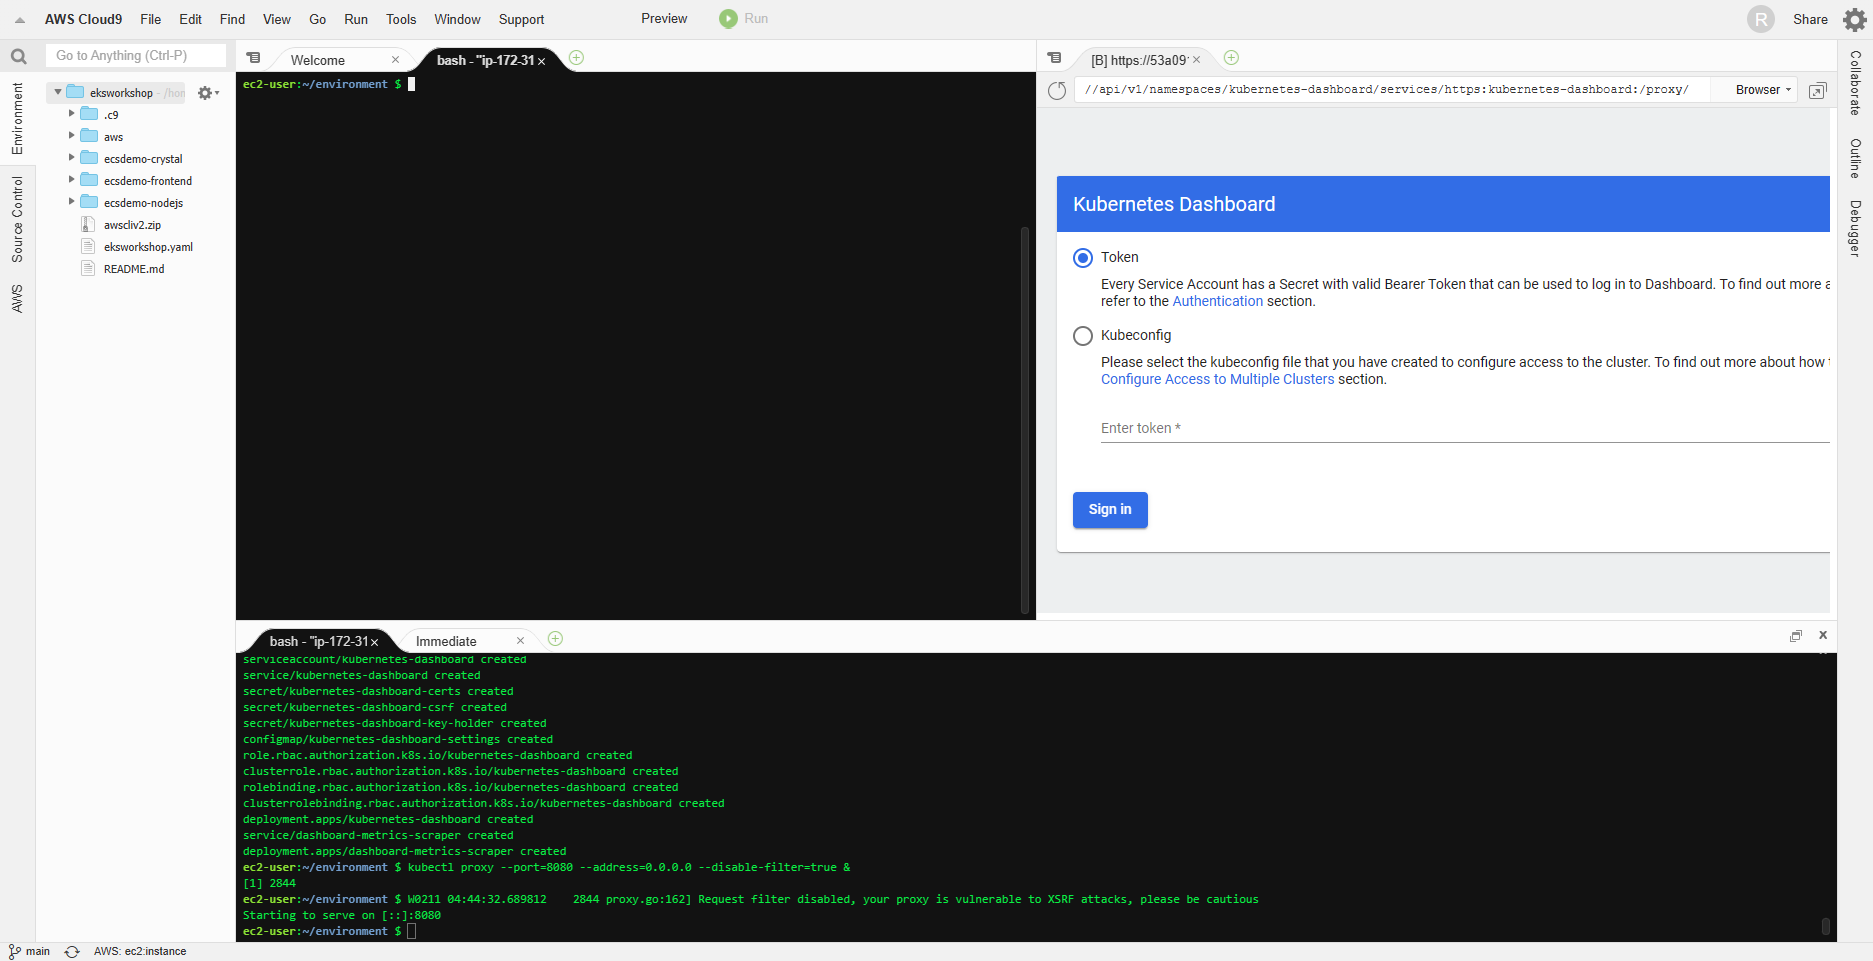 AWS Cloud9 File Edit Find View Go Run Tools Window Support Preview Run R Share
Go to Anything (Ctrl-P)
Environment
Source Control
AWS
eksworkshop - /hom
.c9
aws
ecsdemo-crystal
ecsdemo-frontend
ecsdemo-nodejs
awscliv2.zip
eksworkshop.yaml
README.md
Welcome × bash - "ip-172-31 ×
ec2-user:~/environment $
[B] https://53a09 ×
//api/v1/namespaces/kubernetes-dashboard/services/https:kubernetes-dashboard:/proxy/ Browser
Kubernetes Dashboard
Token
Every Service Account has a Secret with valid Bearer Token that can be used to log in to Dashboard. To find out more a
refer to the Authentication section.
Kubeconfig
Please select the kubeconfig file that you have created to configure access to the cluster. To find out more about how
Configure Access to Multiple Clusters section.
Enter token *
Sign in
Collaborate
Outline
Debugger
bash - "ip-172-31 × Immediate ×
serviceaccount/kubernetes-dashboard created
service/kubernetes-dashboard created
secret/kubernetes-dashboard-certs created
secret/kubernetes-dashboard-csrf created
secret/kubernetes-dashboard-key-holder created
configmap/kubernetes-dashboard-settings created
role.rbac.authorization.k8s.io/kubernetes-dashboard created
clusterrole.rbac.authorization.k8s.io/kubernetes-dashboard created
rolebinding.rbac.authorization.k8s.io/kubernetes-dashboard created
clusterrolebinding.rbac.authorization.k8s.io/kubernetes-dashboard created
deployment.apps/kubernetes-dashboard created
service/dashboard-metrics-scraper created
deployment.apps/dashboard-metrics-scraper created
ec2-user:~/environment $ kubectl proxy --port=8080 --address=0.0.0.0 --disable-filter=true &
[1] 2844
ec2-user:~/environment $ W0211 04:44:32.689812    2844 proxy.go:162] Request filter disabled, your proxy is vulnerable to XSRF attacks, please be cautious
Starting to serve on [::]:8080
ec2-user:~/environment $
main AWS: ec2:instance